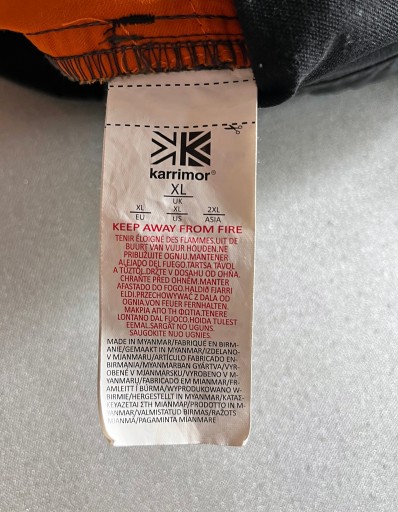 karrimor®
XL
UK
XL XL 2XL
EU US ASIA
KEEP AWAY FROM FIRE
TENIR ÉLOIGNÉ DES FLAMMES.UIT DE
BUURT VAN VUUR HOUDEN.NE
PRIBLIŽUITE OGNJU.MANTENER
ALEJADO DEL FUEGO.TARTSA TÁVOL
A TŰZTŐL.DRŽTE V DOSAHU OD OHNA.
CHRAŇTE PŘED OHNĚM.MANTER
AFASTADO DO FOGO.HALDIÐ FJARRI
ELDI.PRZECHOWYWAĆ Z DALA OD
OGNIA.VON FEUER FERNHALTEN.
ΜΑΚΡΙΑ ΑΠΟ ΤΗ ΦΩΤΙΑ.TENERE
LONTANO DAL FUOCO.HOIDA TULEST
EEMAL.SARGĀT NO UGUNS.
SAUGOKITE NUO UGNIES.
MADE IN MYANMAR/FABRIQUÉ EN BIRM-
ANIE/GEMAAKT IN MYANMAR/IZDELANO-
V MJANMARU/ARTÍCULO FABRICADO EN-
BIRMANIA/MYANMARBAN GYÁRTVA/VYR-
OBENÉ V MJANMARSKU/VYROBENO V M-
YANMARU/FABRICADO EM MIANMAR/FR-
AMLEITT Í BÚRMA/WYPRODUKOWANO W-
BIRMIE/HERGESTELLT IN MYANMAR/ΚΑΤΑΣ-
ΚΕΥΑΖΕΤΑΙ ΣΤΗ ΜΙΑΝΜΑΡ/PRODOTTO IN M-
YANMAR/VALMISTATUD BIRMAS/RAŽOTS
MJANMĀ/PAGAMINTA MIANMARE